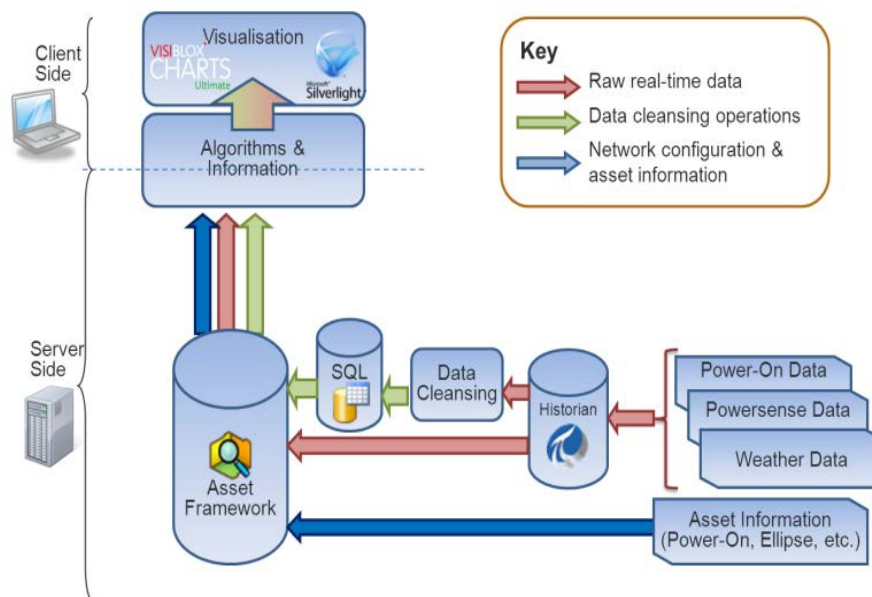 Client
Side
Visualisation
VISIBLOX
CHARTS
Ultimate
Microsoft
Silverlight
Algorithms &
Information
Key
Raw real-time data
Data cleansing operations
Network configuration &
asset information
Server
Side
SQL
Data
Cleansing
Historian
Power-On Data
Powersense Data
Weather Data
Asset
Framework
Asset Information
(Power-On, Ellipse, etc.)